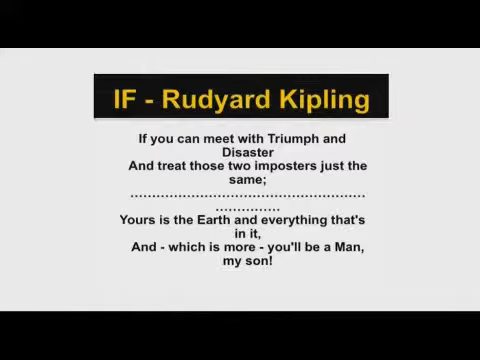 IF - Rudyard Kipling
If you can meet with Triumph and
Disaster
And treat those two imposters just the
same;
......................................................
...............
Yours is the Earth and everything that's
in it,
And - which is more - you'll be a Man,
my son!